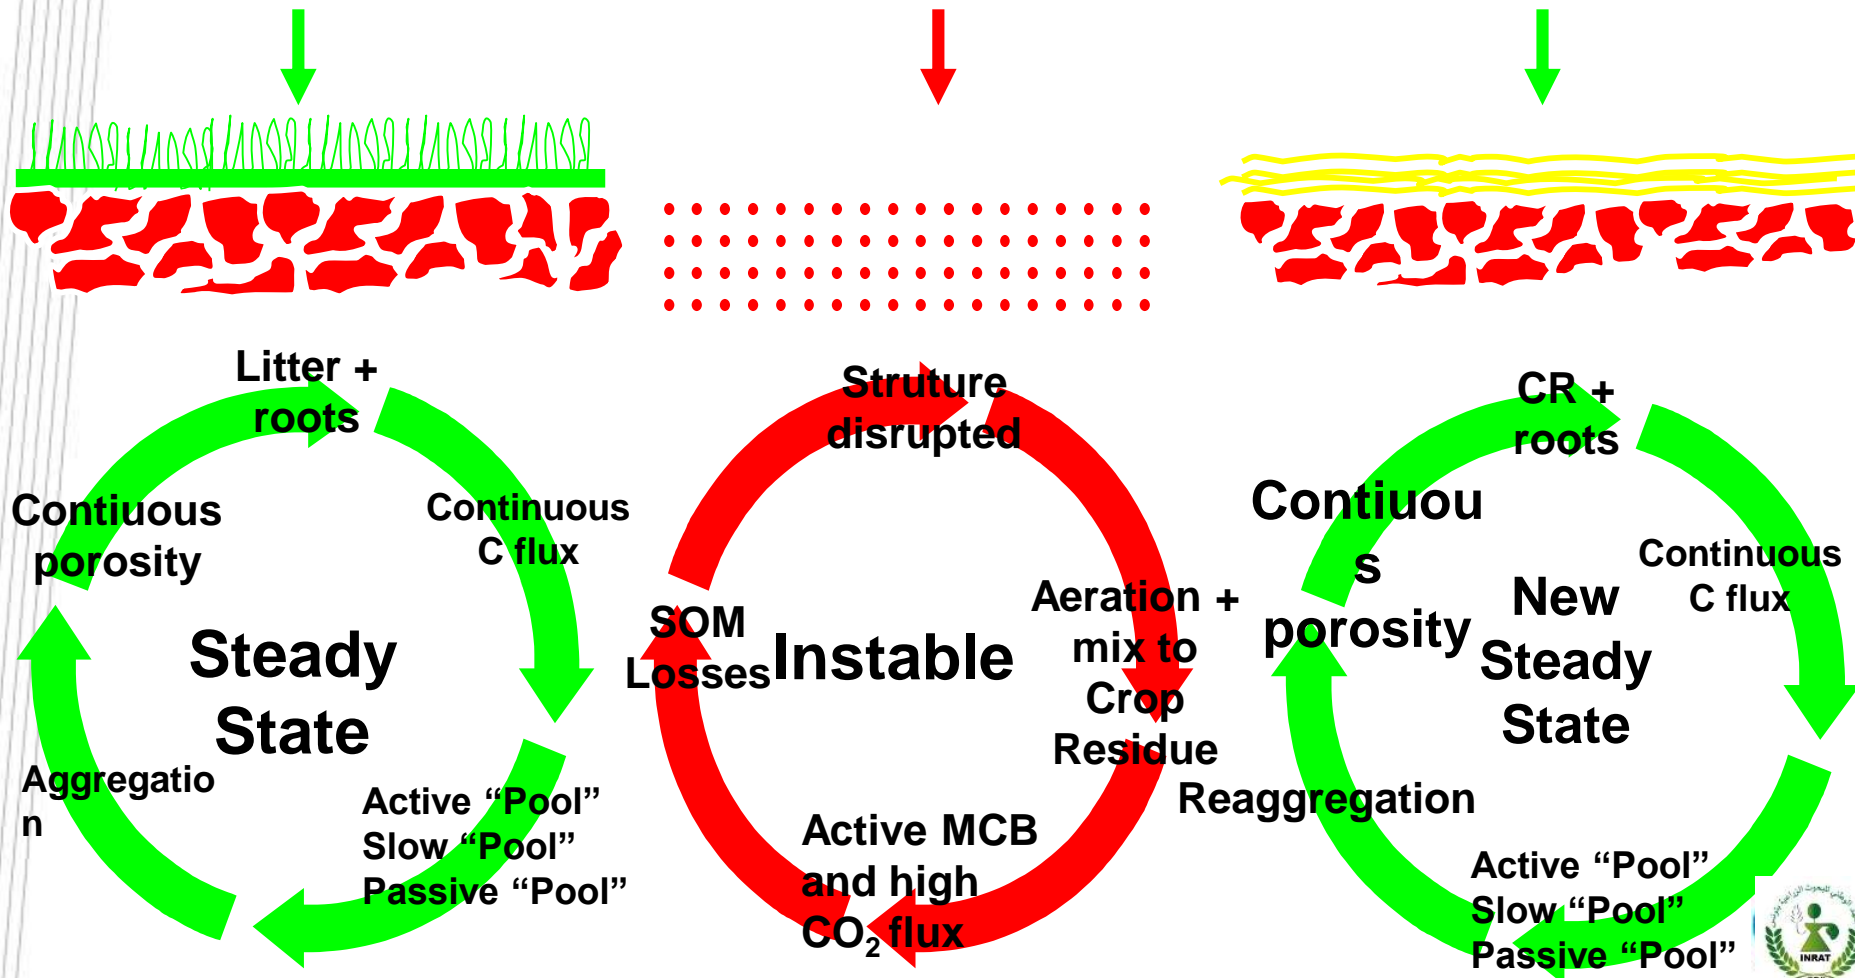 Litter +
roots
Contiuous
porosity
Continuous
C flux
Steady
State
Aggregatio
n
Active “Pool”
Slow “Pool”
Passive “Pool”
Struture
disrupted
SOM
Losses
Instable
Aeration +
mix to
Crop
Residue
Active MCB
and high
CO₂ flux
CR +
roots
Contiuou
s
porosity
Continuous
C flux
New
Steady
State
Reaggregation
Active “Pool”
Slow “Pool”
Passive “Pool”
INRAT